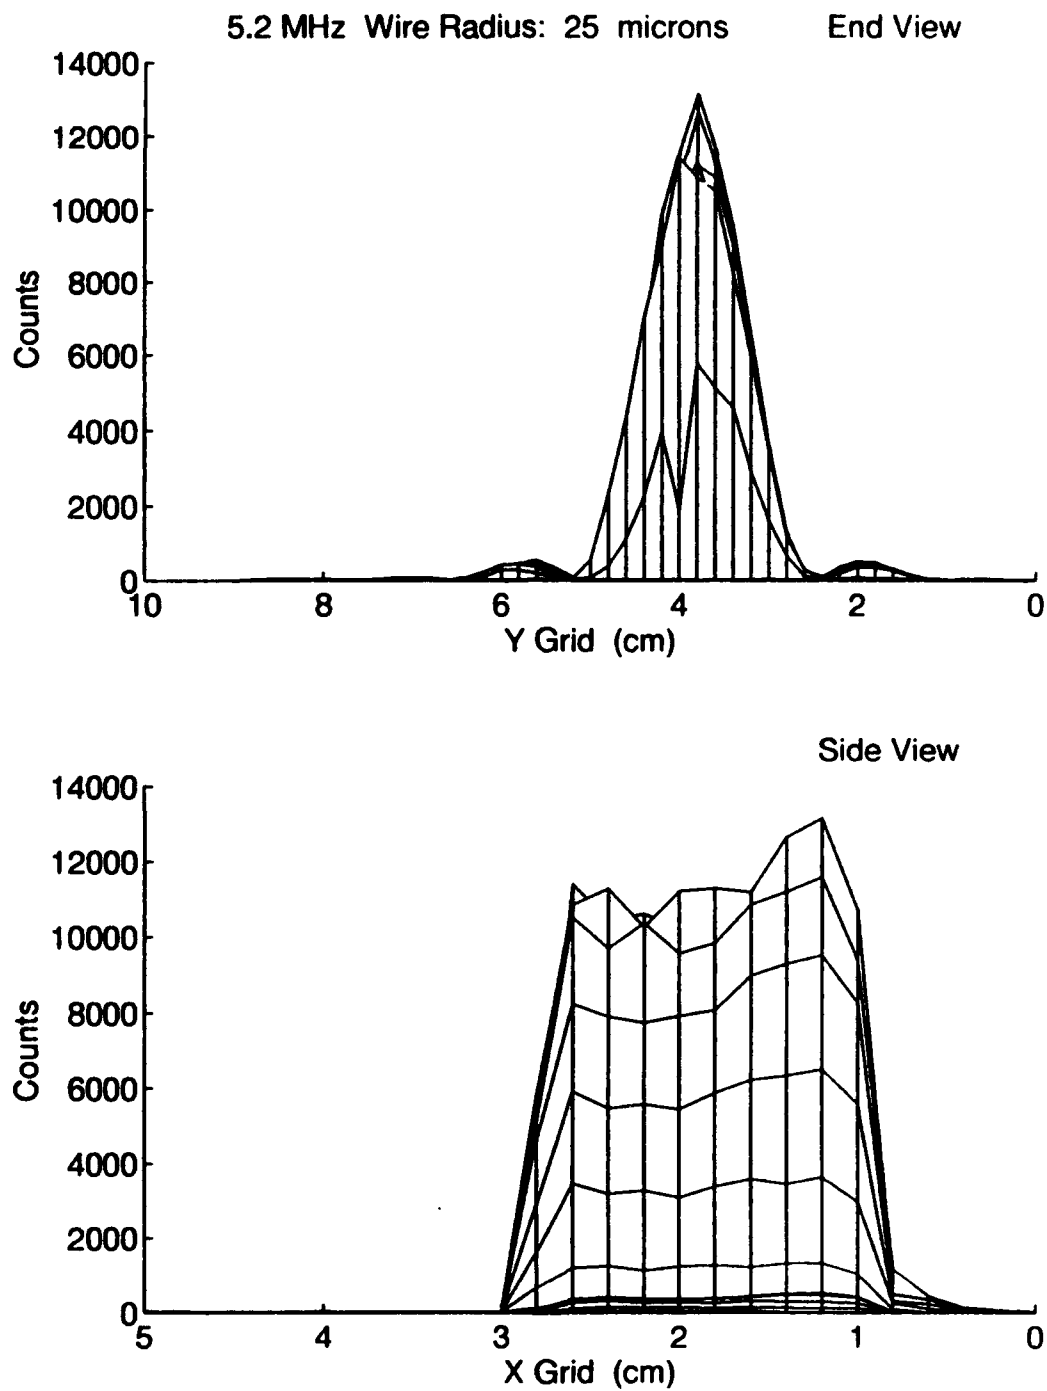 5.2 MHz Wire Radius: 25 microns End View
14000
12000
10000
8000
6000
4000
2000
0
Counts
10 8 6 4 2 0
Y Grid (cm)
Side View
14000
12000
10000
8000
6000
4000
2000
0
Counts
5 4 3 2 1 0
X Grid (cm)